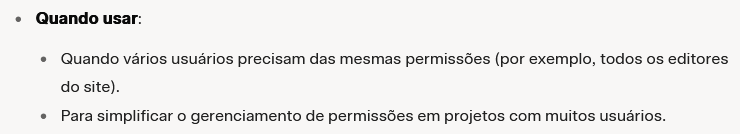 • Quando usar:
• Quando vários usuários precisam das mesmas permissões (por exemplo, todos os editores
do site).
• Para simplificar o gerenciamento de permissões em projetos com muitos usuários.